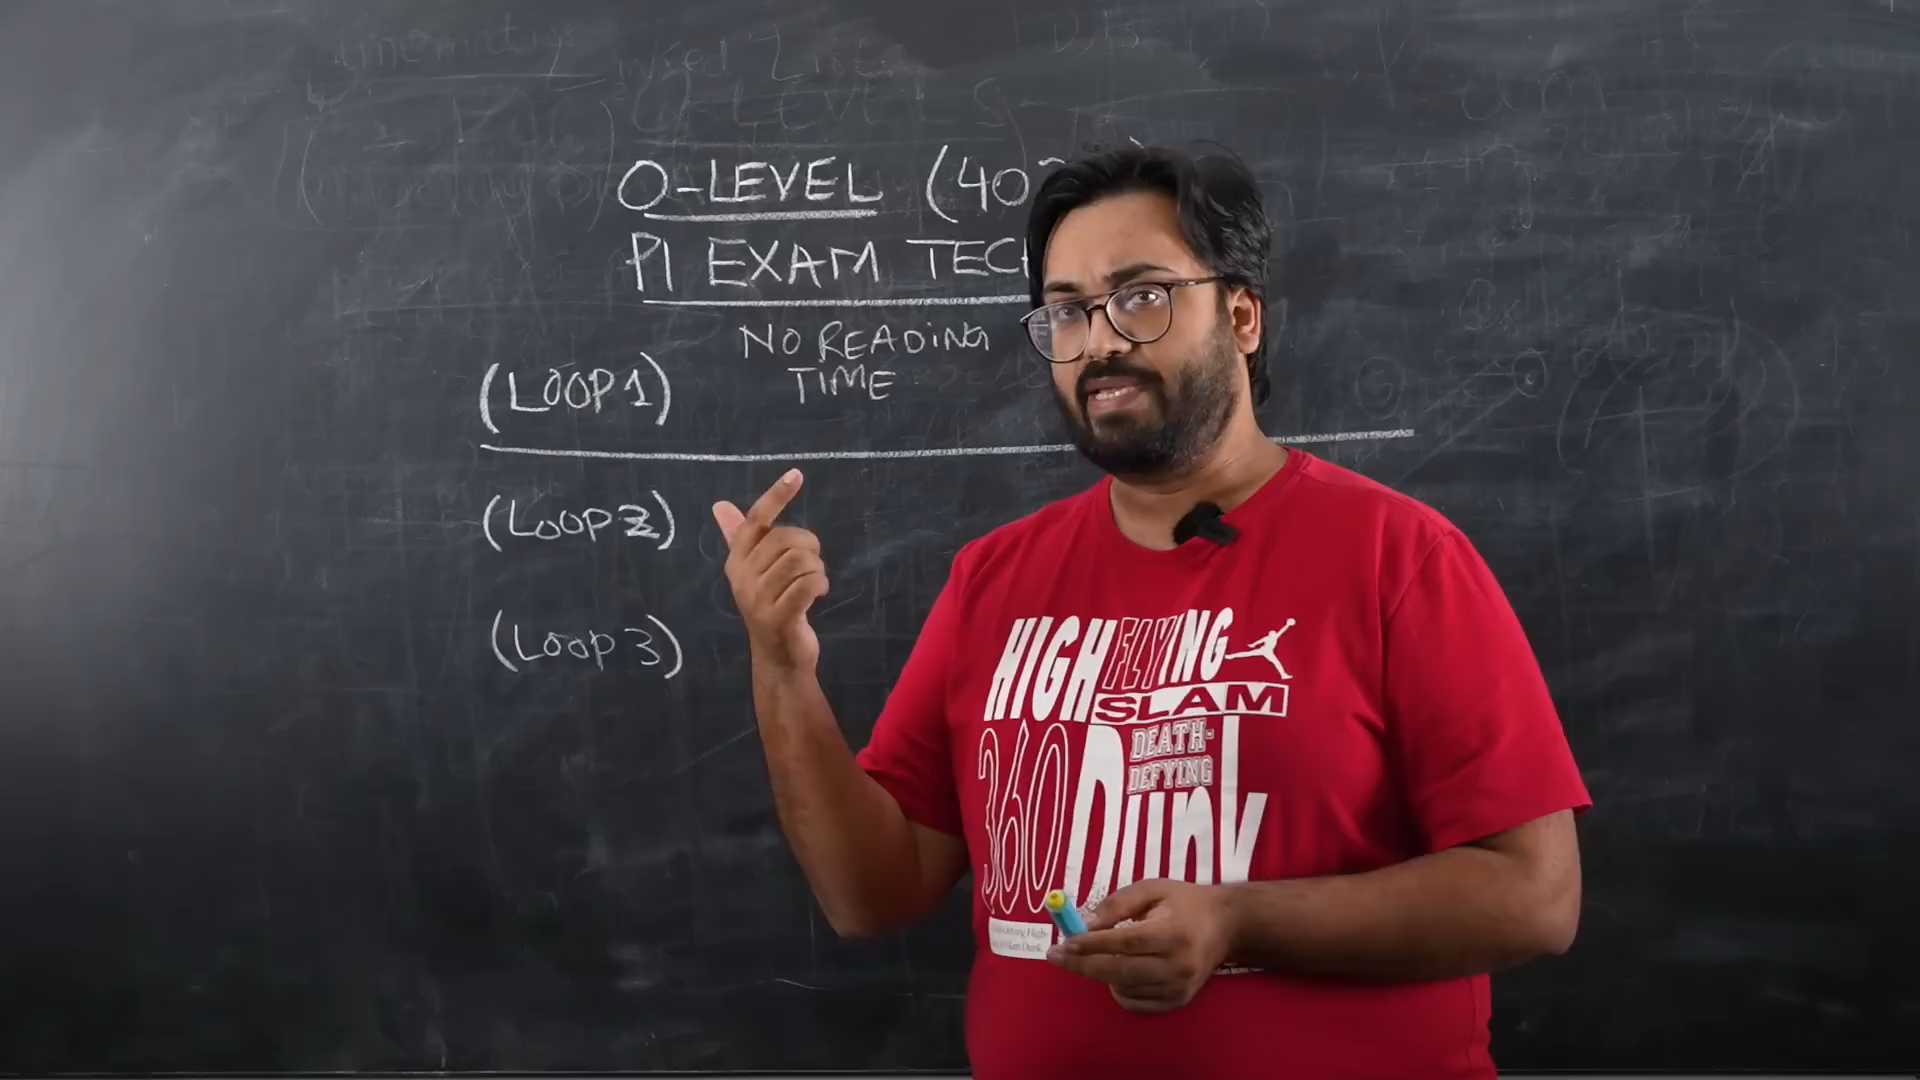 O-LEVEL (40
P1 EXAM TEC
NO READING
TIME
(LOOP 1)
(LOOP 2)
(LOOP 3)
HIGH FLYING
SLAM
360 Dunk
DEATH-
DEFYING